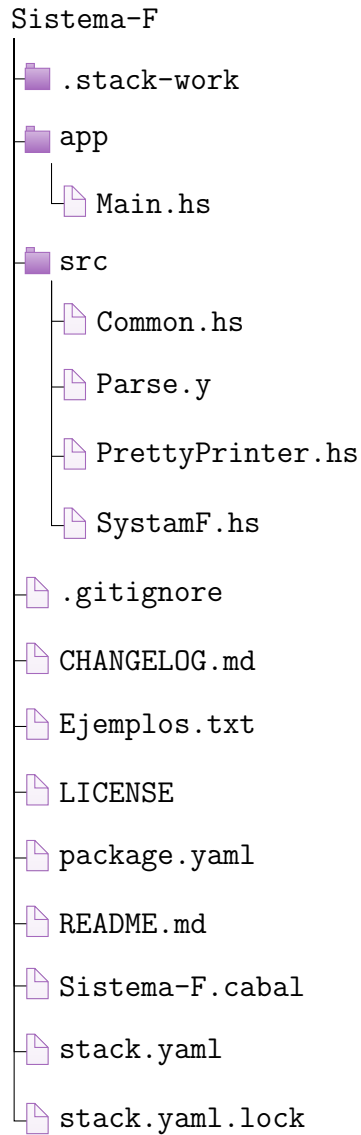 Sistema-F
.stack-work
app
Main.hs
src
Common.hs
Parse.y
PrettyPrinter.hs
SystamF.hs
.gitignore
CHANGELOG.md
Ejemplos.txt
LICENSE
package.yaml
README.md
Sistema-F.cabal
stack.yaml
stack.yaml.lock